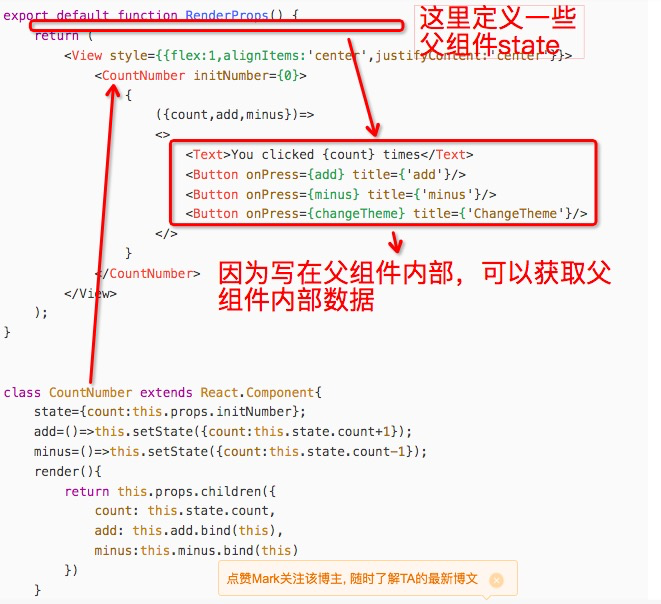 export default function RenderProps() {
这里定义一些
父组件state
return (
<View style={{flex:1,alignItems:'center',justifyContent:'center'}}>
<CountNumber initNumber={0}>
{
({count,add,minus})=>
<>
<Text>You clicked {count} times</Text>
<Button onPress={add} title={'add'}/>
<Button onPress={minus} title={'minus'}/>
<Button onPress={changeTheme} title={'ChangeTheme'}/>
</>
}
</CountNumber>
因为写在父组件内部，可以获取父
组件内部数据
</View>
);
}
class CountNumber extends React.Component{
state={count:this.props.initNumber};
add=()=>this.setState({count:this.state.count+1});
minus=()=>this.setState({count:this.state.count-1});
render(){
return this.props.children({
count: this.state.count,
add: this.add.bind(this),
minus:this.minus.bind(this)
})
点赞Mark关注该博主, 随时了解TA的最新博文
}